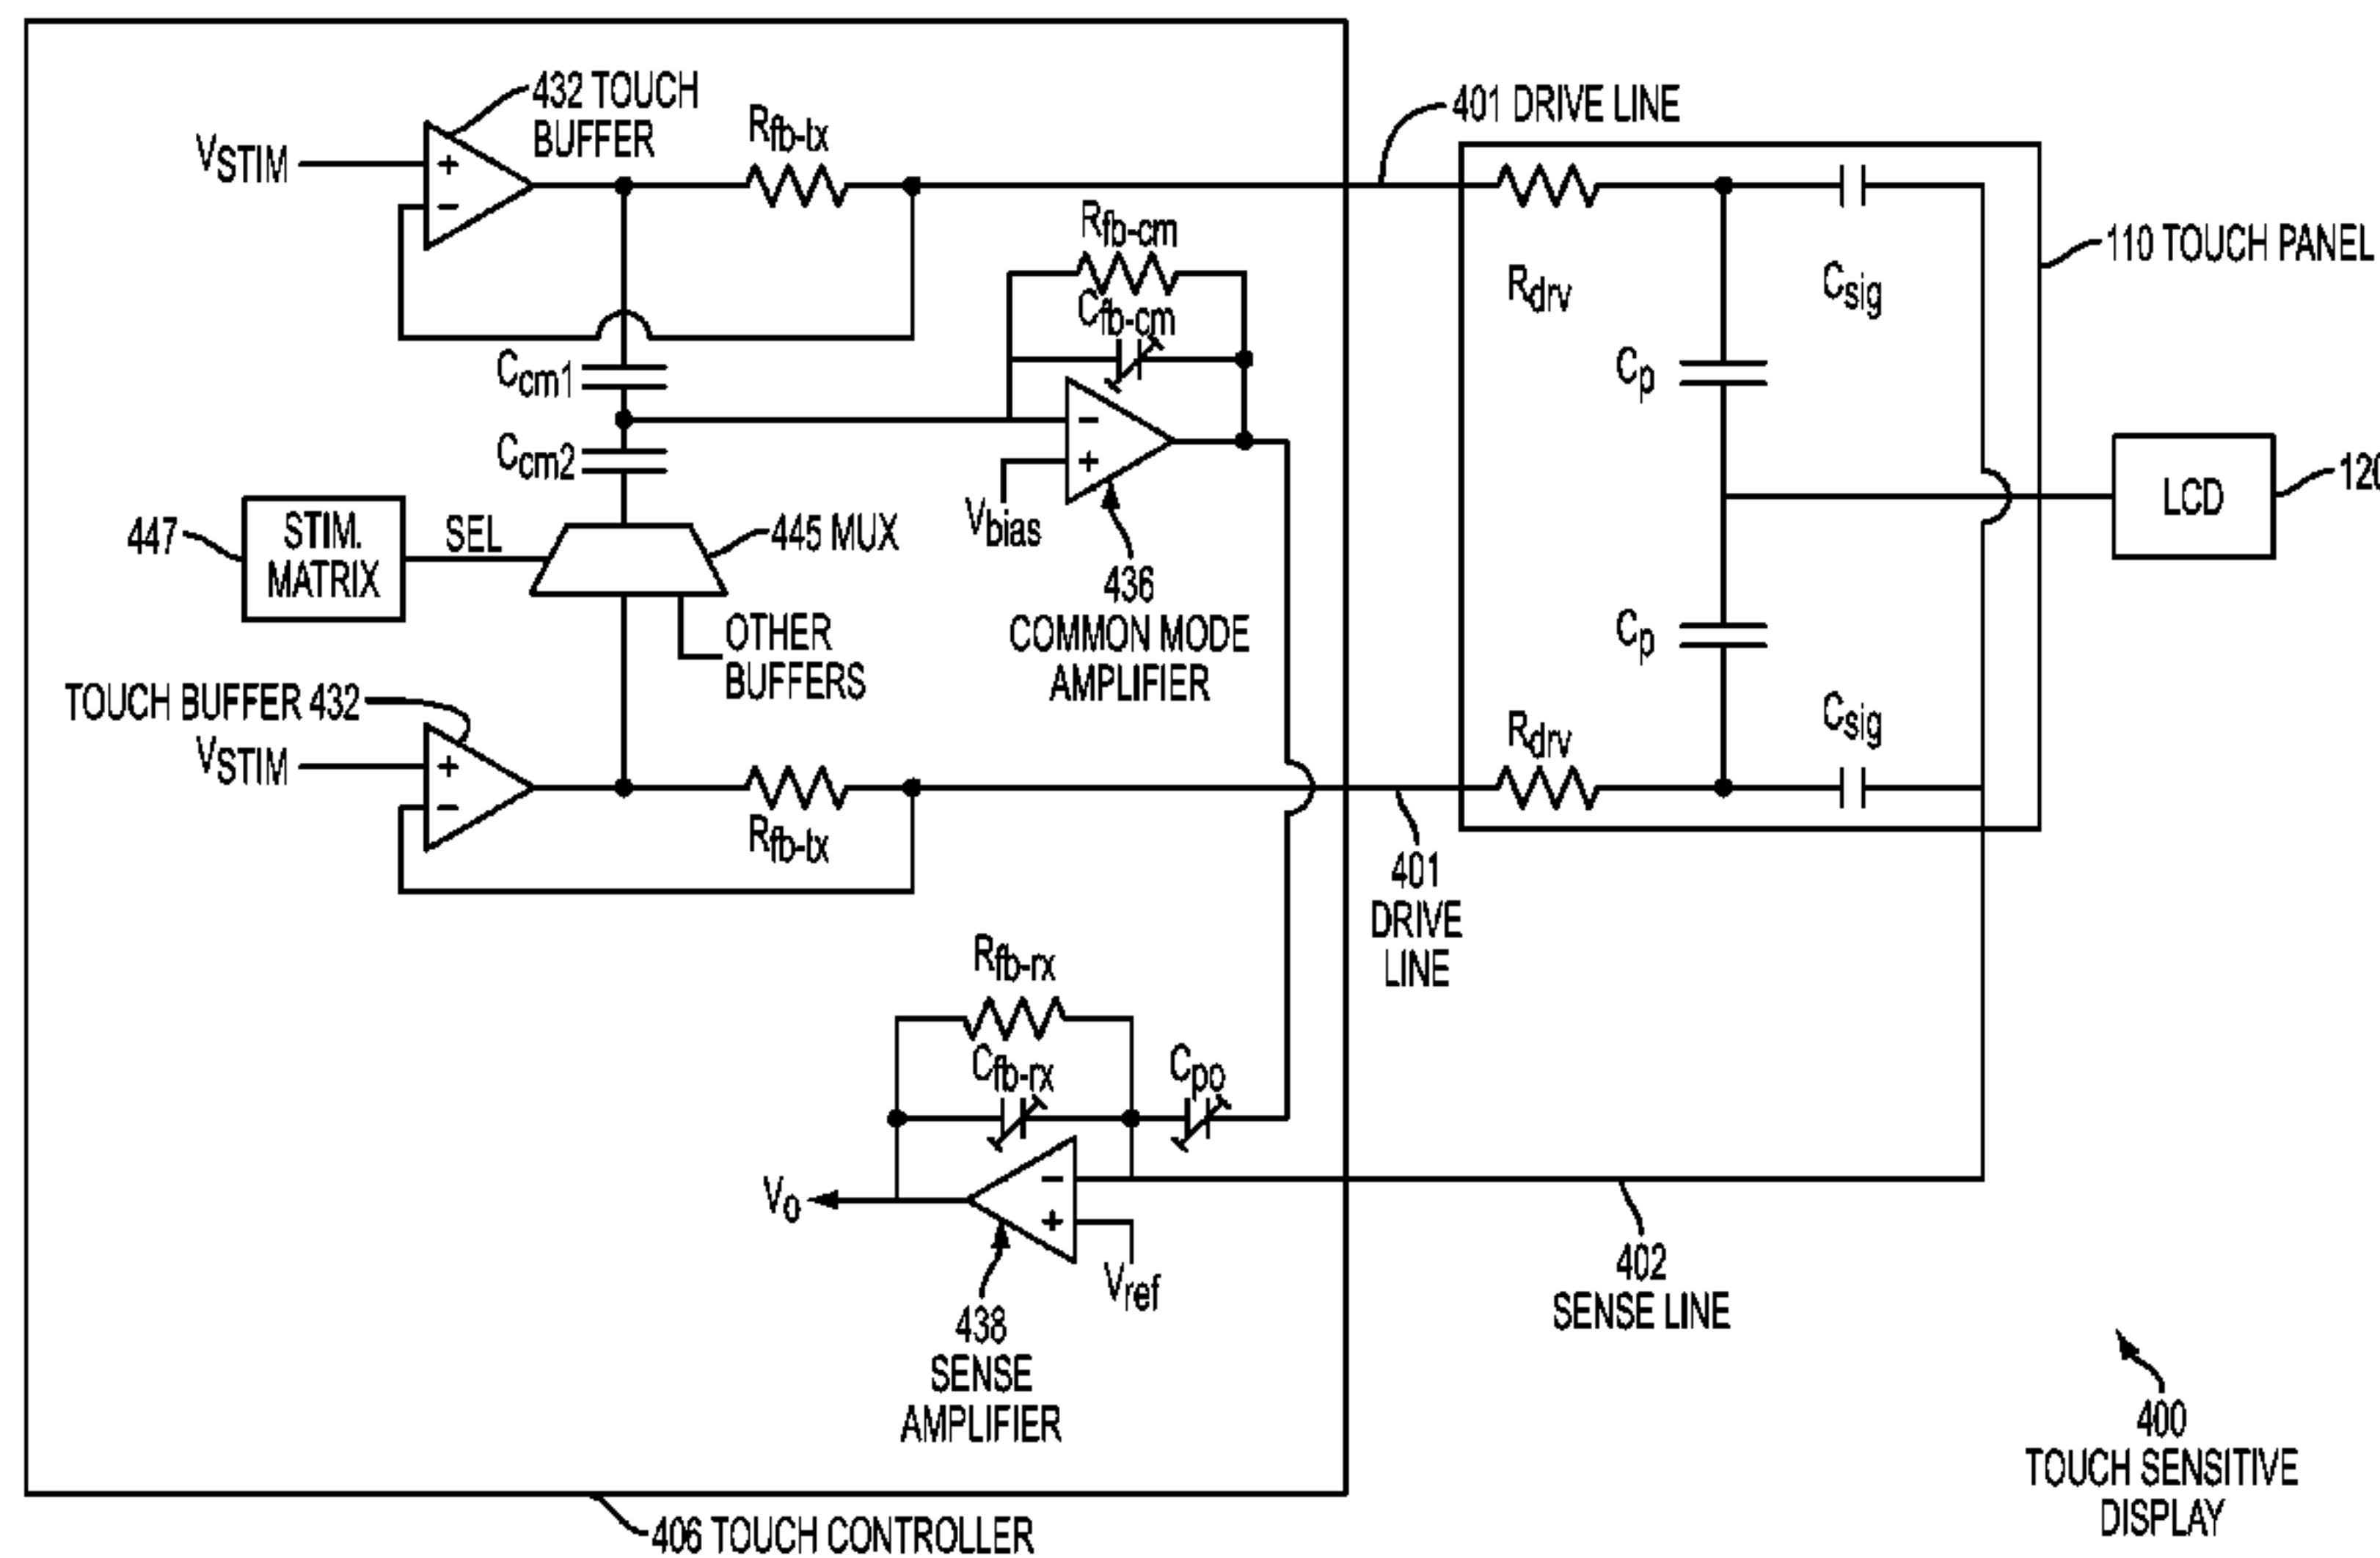 432 TOUCH
BUFFER
VSTIM
+
−
Rfb-tx
401 DRIVE LINE
Rfb-cm
Cfb-cm
Rdrv
Csig
110 TOUCH PANEL
Ccm1
Ccm2
−
+
Vbias
Cp
LCD
447
STIM.
MATRIX
SEL
445 MUX
436
COMMON MODE
AMPLIFIER
OTHER
BUFFERS
Cp
TOUCH BUFFER 432
VSTIM
+
−
Rfb-tx
Rdrv
Csig
401
DRIVE
LINE
Rfb-rx
Cfb-rx
Cpo
Vo
−
+
Vref
438
SENSE
AMPLIFIER
402
SENSE LINE
400
TOUCH SENSITIVE
DISPLAY
406 TOUCH CONTROLLER